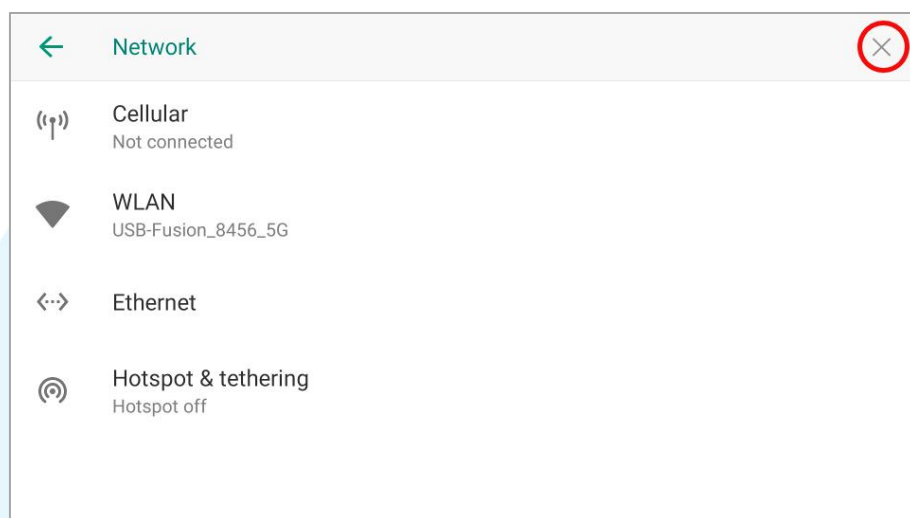 Network
Cellular
Not connected
WLAN
USB-Fusion_8456_5G
Ethernet
Hotspot & tethering
Hotspot off